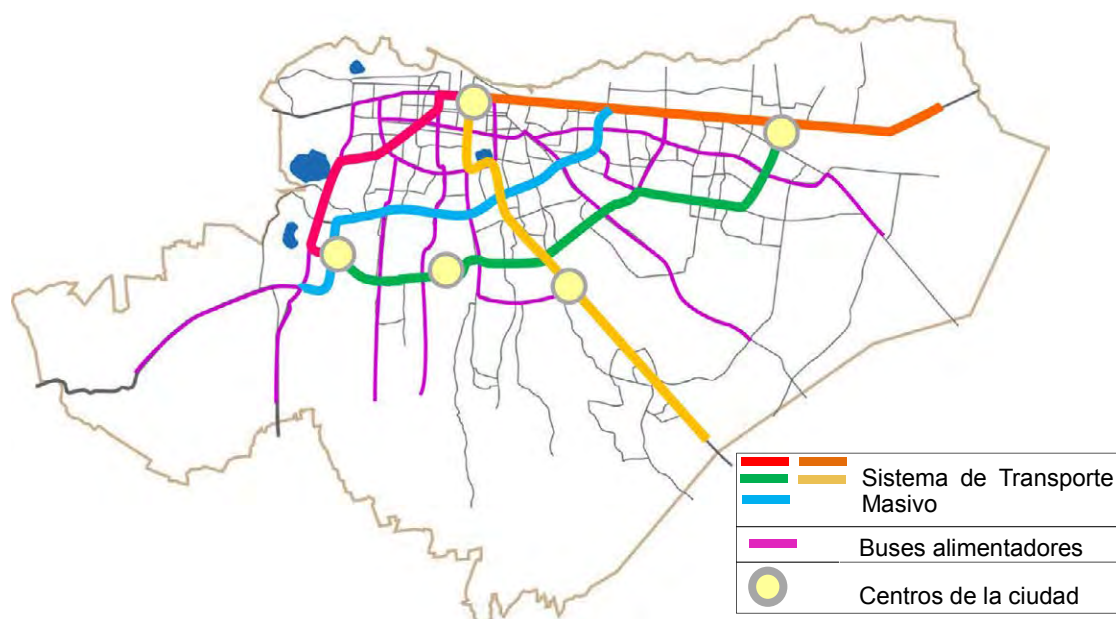 Sistema de Transporte
Masivo
Buses alimentadores
Centros de la ciudad